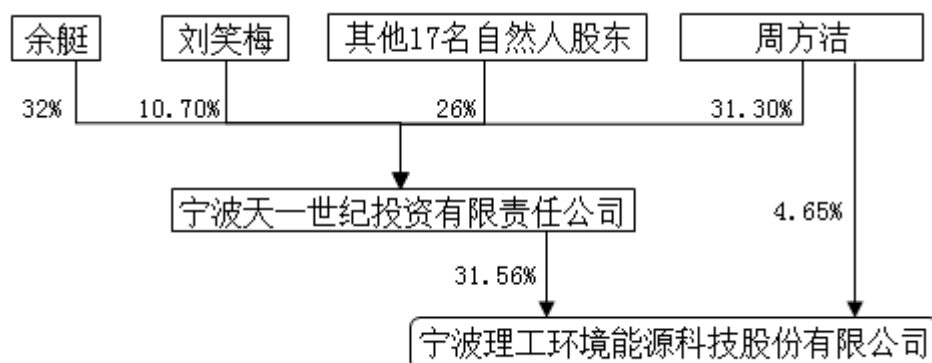 余艇
刘笑梅
其他17名自然人股东
周方洁
32%
10.70%
26%
31.30%
宁波天一世纪投资有限责任公司
4.65%
31.56%
宁波理工环境能源科技股份有限公司